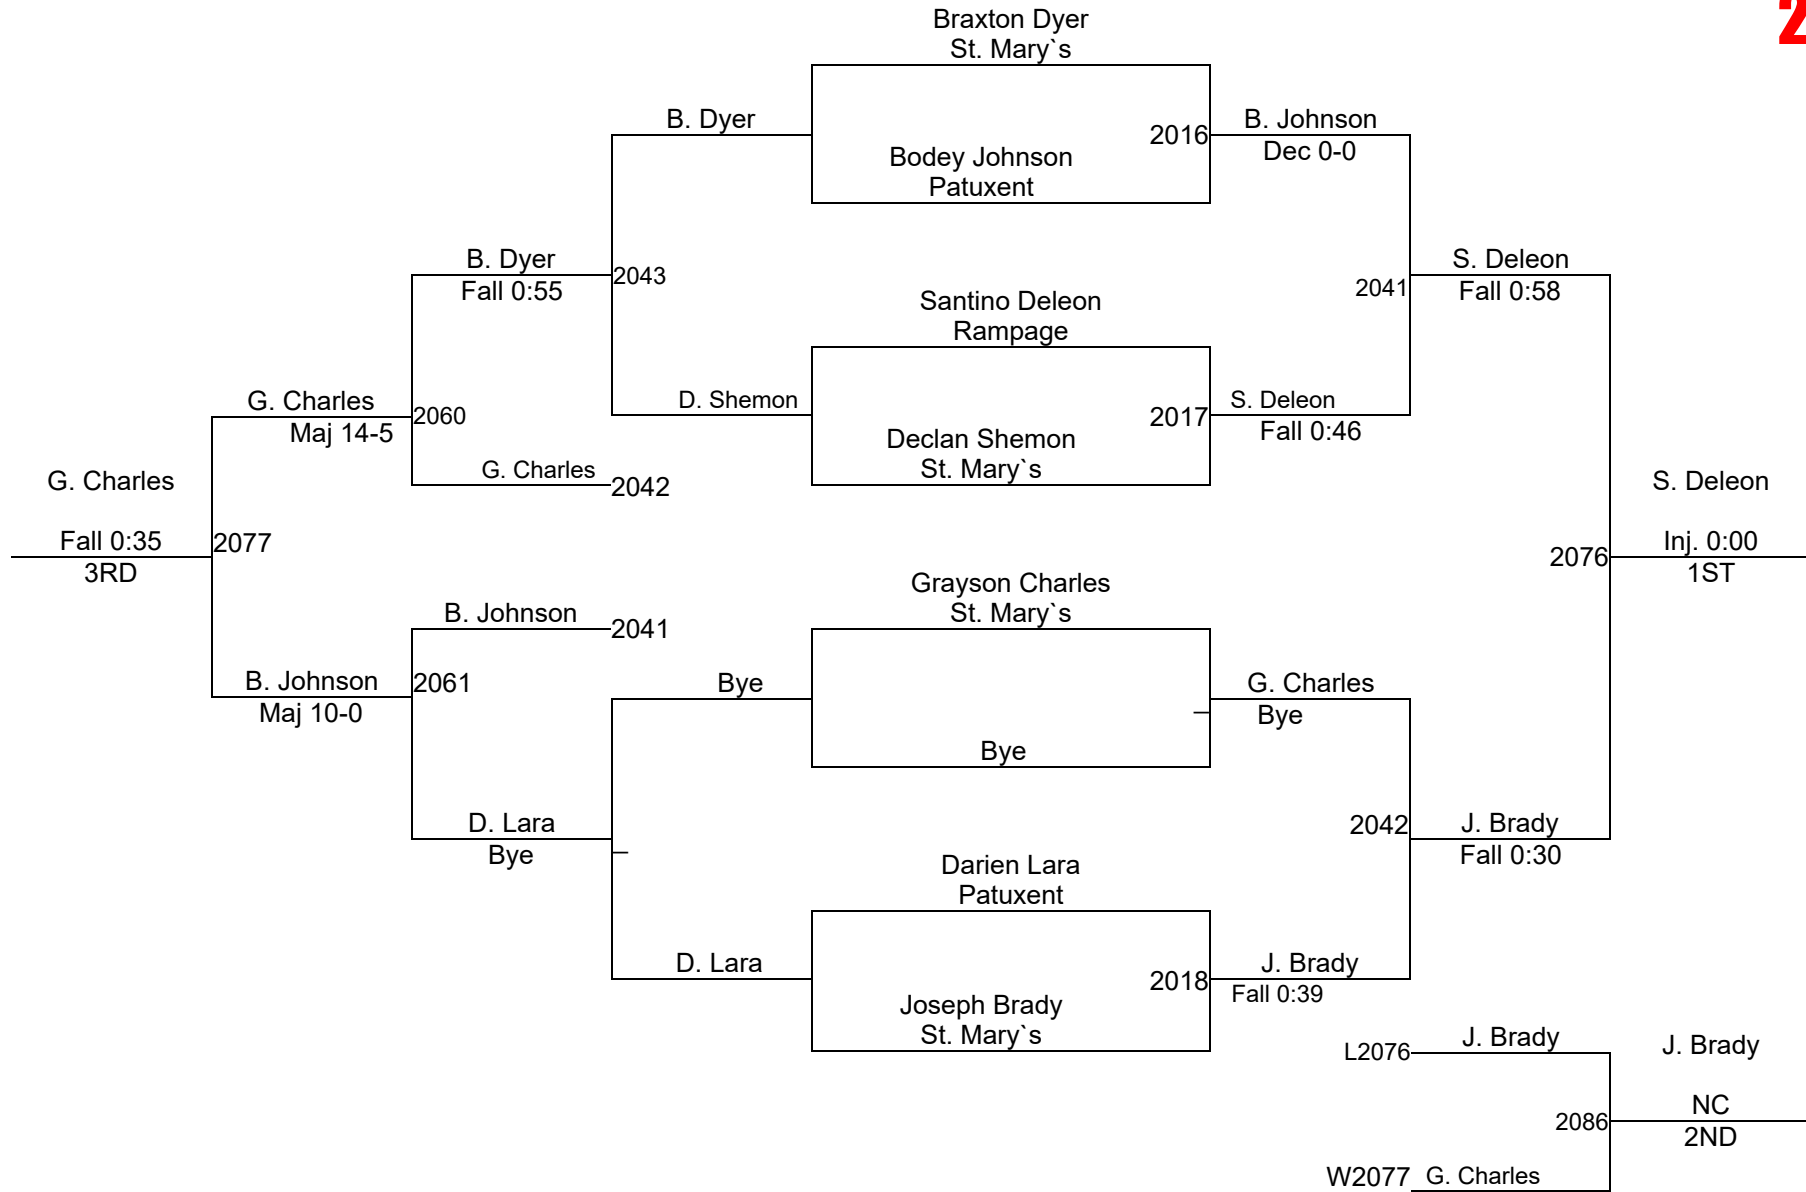 2
Braxton Dyer
St. Mary`s
B. Dyer
2016
B. Johnson
Dec 0-0
Bodey Johnson
Patuxent
B. Dyer
Fall 0:55
2043
Santino Deleon
Rampage
2041
S. Deleon
Fall 0:58
G. Charles
Maj 14-5
2060
D. Shemon
2017
S. Deleon
Fall 0:46
Declan Shemon
St. Mary`s
G. Charles
2042
G. Charles
Fall 0:35
3RD
2077
S. Deleon
2076
Inj. 0:00
1ST
Grayson Charles
St. Mary`s
B. Johnson
2041
B. Johnson
Maj 10-0
2061
Bye
G. Charles
Bye
Bye
D. Lara
Bye
2042
J. Brady
Fall 0:30
Darien Lara
Patuxent
D. Lara
2018
J. Brady
Fall 0:39
Joseph Brady
St. Mary`s
L2076
J. Brady
J. Brady
2086
NC
2ND
W2077
G. Charles